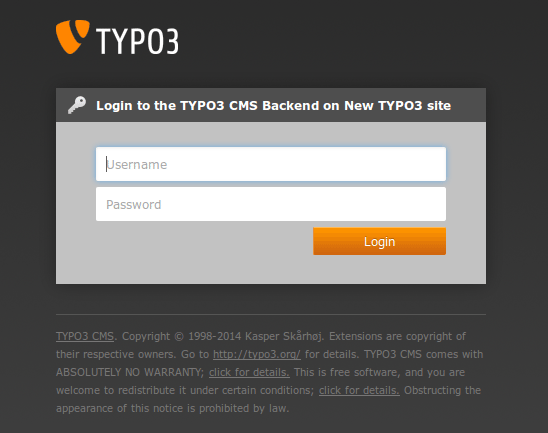 TYPO3
Login to the TYPO3 CMS Backend on New TYPO3 site
Username
Password
Login
TYPO3 CMS. Copyright © 1998-2014 Kasper Skårhøj. Extensions are copyright of
their respective owners. Go to http://typo3.org/ for details. TYPO3 CMS comes with
ABSOLUTELY NO WARRANTY; click for details. This is free software, and you are
welcome to redistribute it under certain conditions; click for details. Obstructing the
appearance of this notice is prohibited by law.